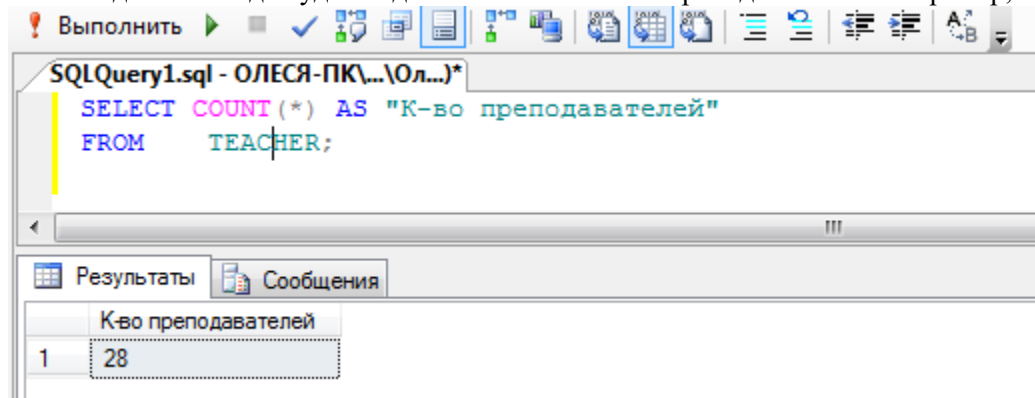 Выполнить
SQLQuery1.sql - ОЛЕСЯ-ПК\...\Ол...)*
SELECT COUNT(*) AS "К-во преподавателей"
FROM TEACHER;
Результаты Сообщения
К-во преподавателей
1 28